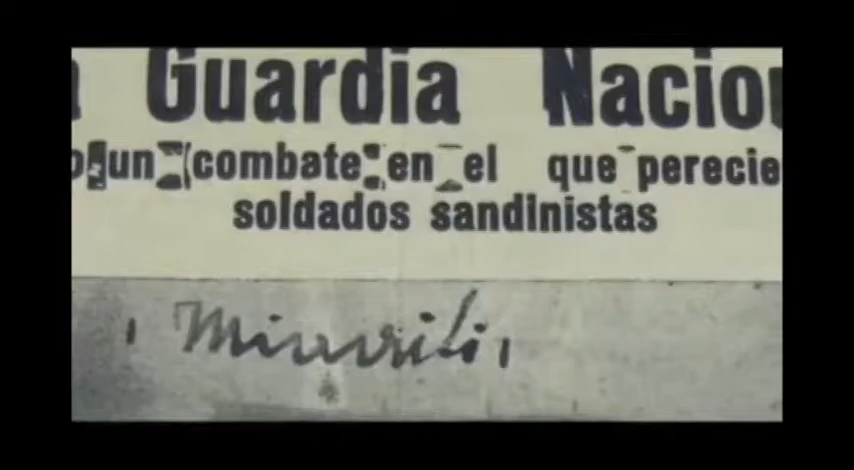 a Guardia Nacio
un combate en el que perecie
soldados sandinistas